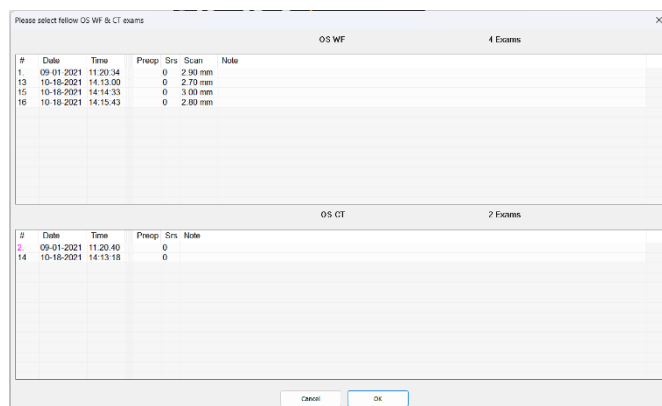 Please select fellow OS WF & CT exams
OS WF 4 Exams
# Date Time Preop Srs Scan Note
1. 09-01-2021 11:20:34 0 2.90 mm
13 10-18-2021 14:13:00 0 2.70 mm
15 10-18-2021 14:14:33 0 3.00 mm
16 10-18-2021 14:15:43 0 2.80 mm
OS CT 2 Exams
# Date Time Preop Srs Note
2. 09-01-2021 11:20:40 0
14 10-18-2021 14:13:18 0
Cancel OK